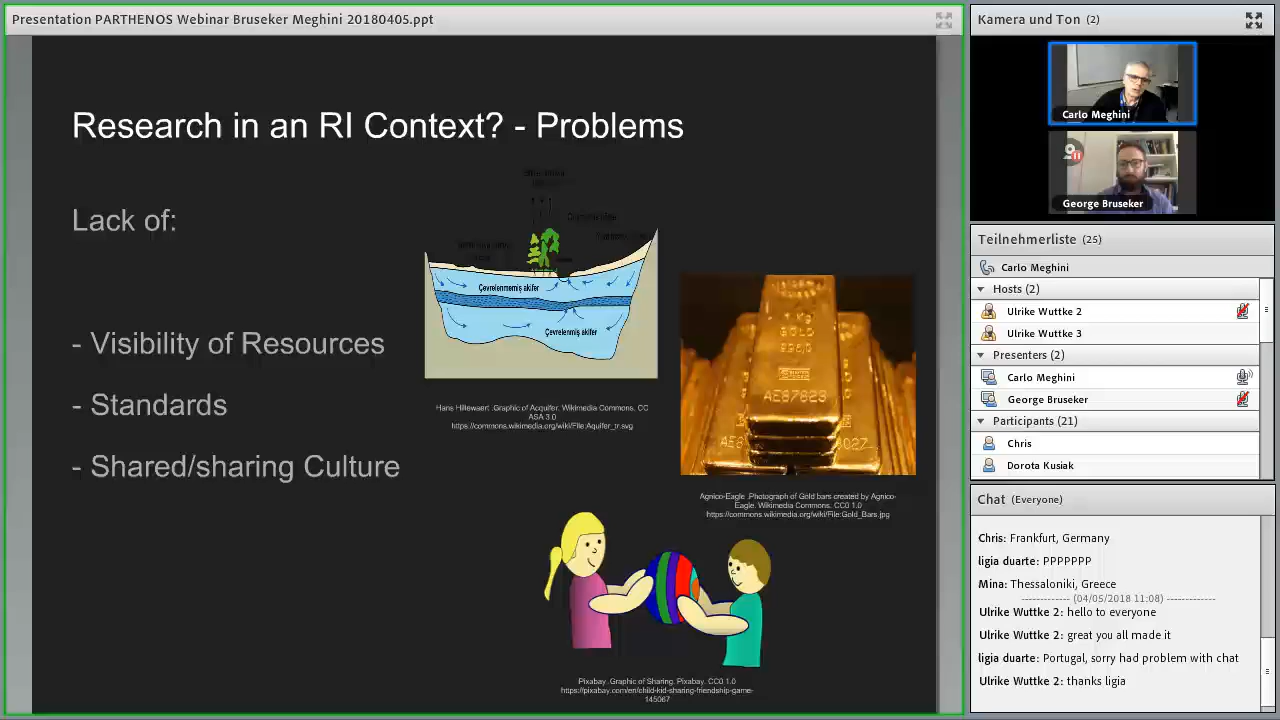 Presentation PARTHENOS Webinar Bruseker Meghini 20180405.ppt
Research in an RI Context? - Problems
Lack of:
- Visibility of Resources
- Standards
- Shared/sharing Culture
Çevrelenmemiş akifer
Çevrelenmiş akifer
Hans Hillewaert .Graphic of Acquifer. Wikimedia Commons. CC
ASA 3.0
https://commons.wikimedia.org/wiki/File:Aquifer_tr.svg
GOLD
AE67823
Agnico-Eagle .Photograph of Gold bars created by Agnico-
Eagle. Wikimedia Commons. CC0 1.0
https://commons.wikimedia.org/wiki/File:Gold_Bars.jpg
Pixabay .Graphic of Sharing. Pixabay. CC0 1.0
https://pixabay.com/en/child-kid-sharing-friendship-game-
145067
Kamera und Ton (2)
Carlo Meghini
George Bruseker
Teilnehmerliste (25)
Carlo Meghini
Hosts (2)
Ulrike Wuttke 2
Ulrike Wuttke 3
Presenters (2)
Carlo Meghini
George Bruseker
Participants (21)
Chris
Dorota Kusiak
Chat (Everyone)
Chris: Frankfurt, Germany
ligia duarte: PPPPPPP
Mina: Thessaloniki, Greece
------------- (04/05/2018 11:08) -------------
Ulrike Wuttke 2: hello to everyone
Ulrike Wuttke 2: great you all made it
ligia duarte: Portugal, sorry had problem with chat
Ulrike Wuttke 2: thanks ligia